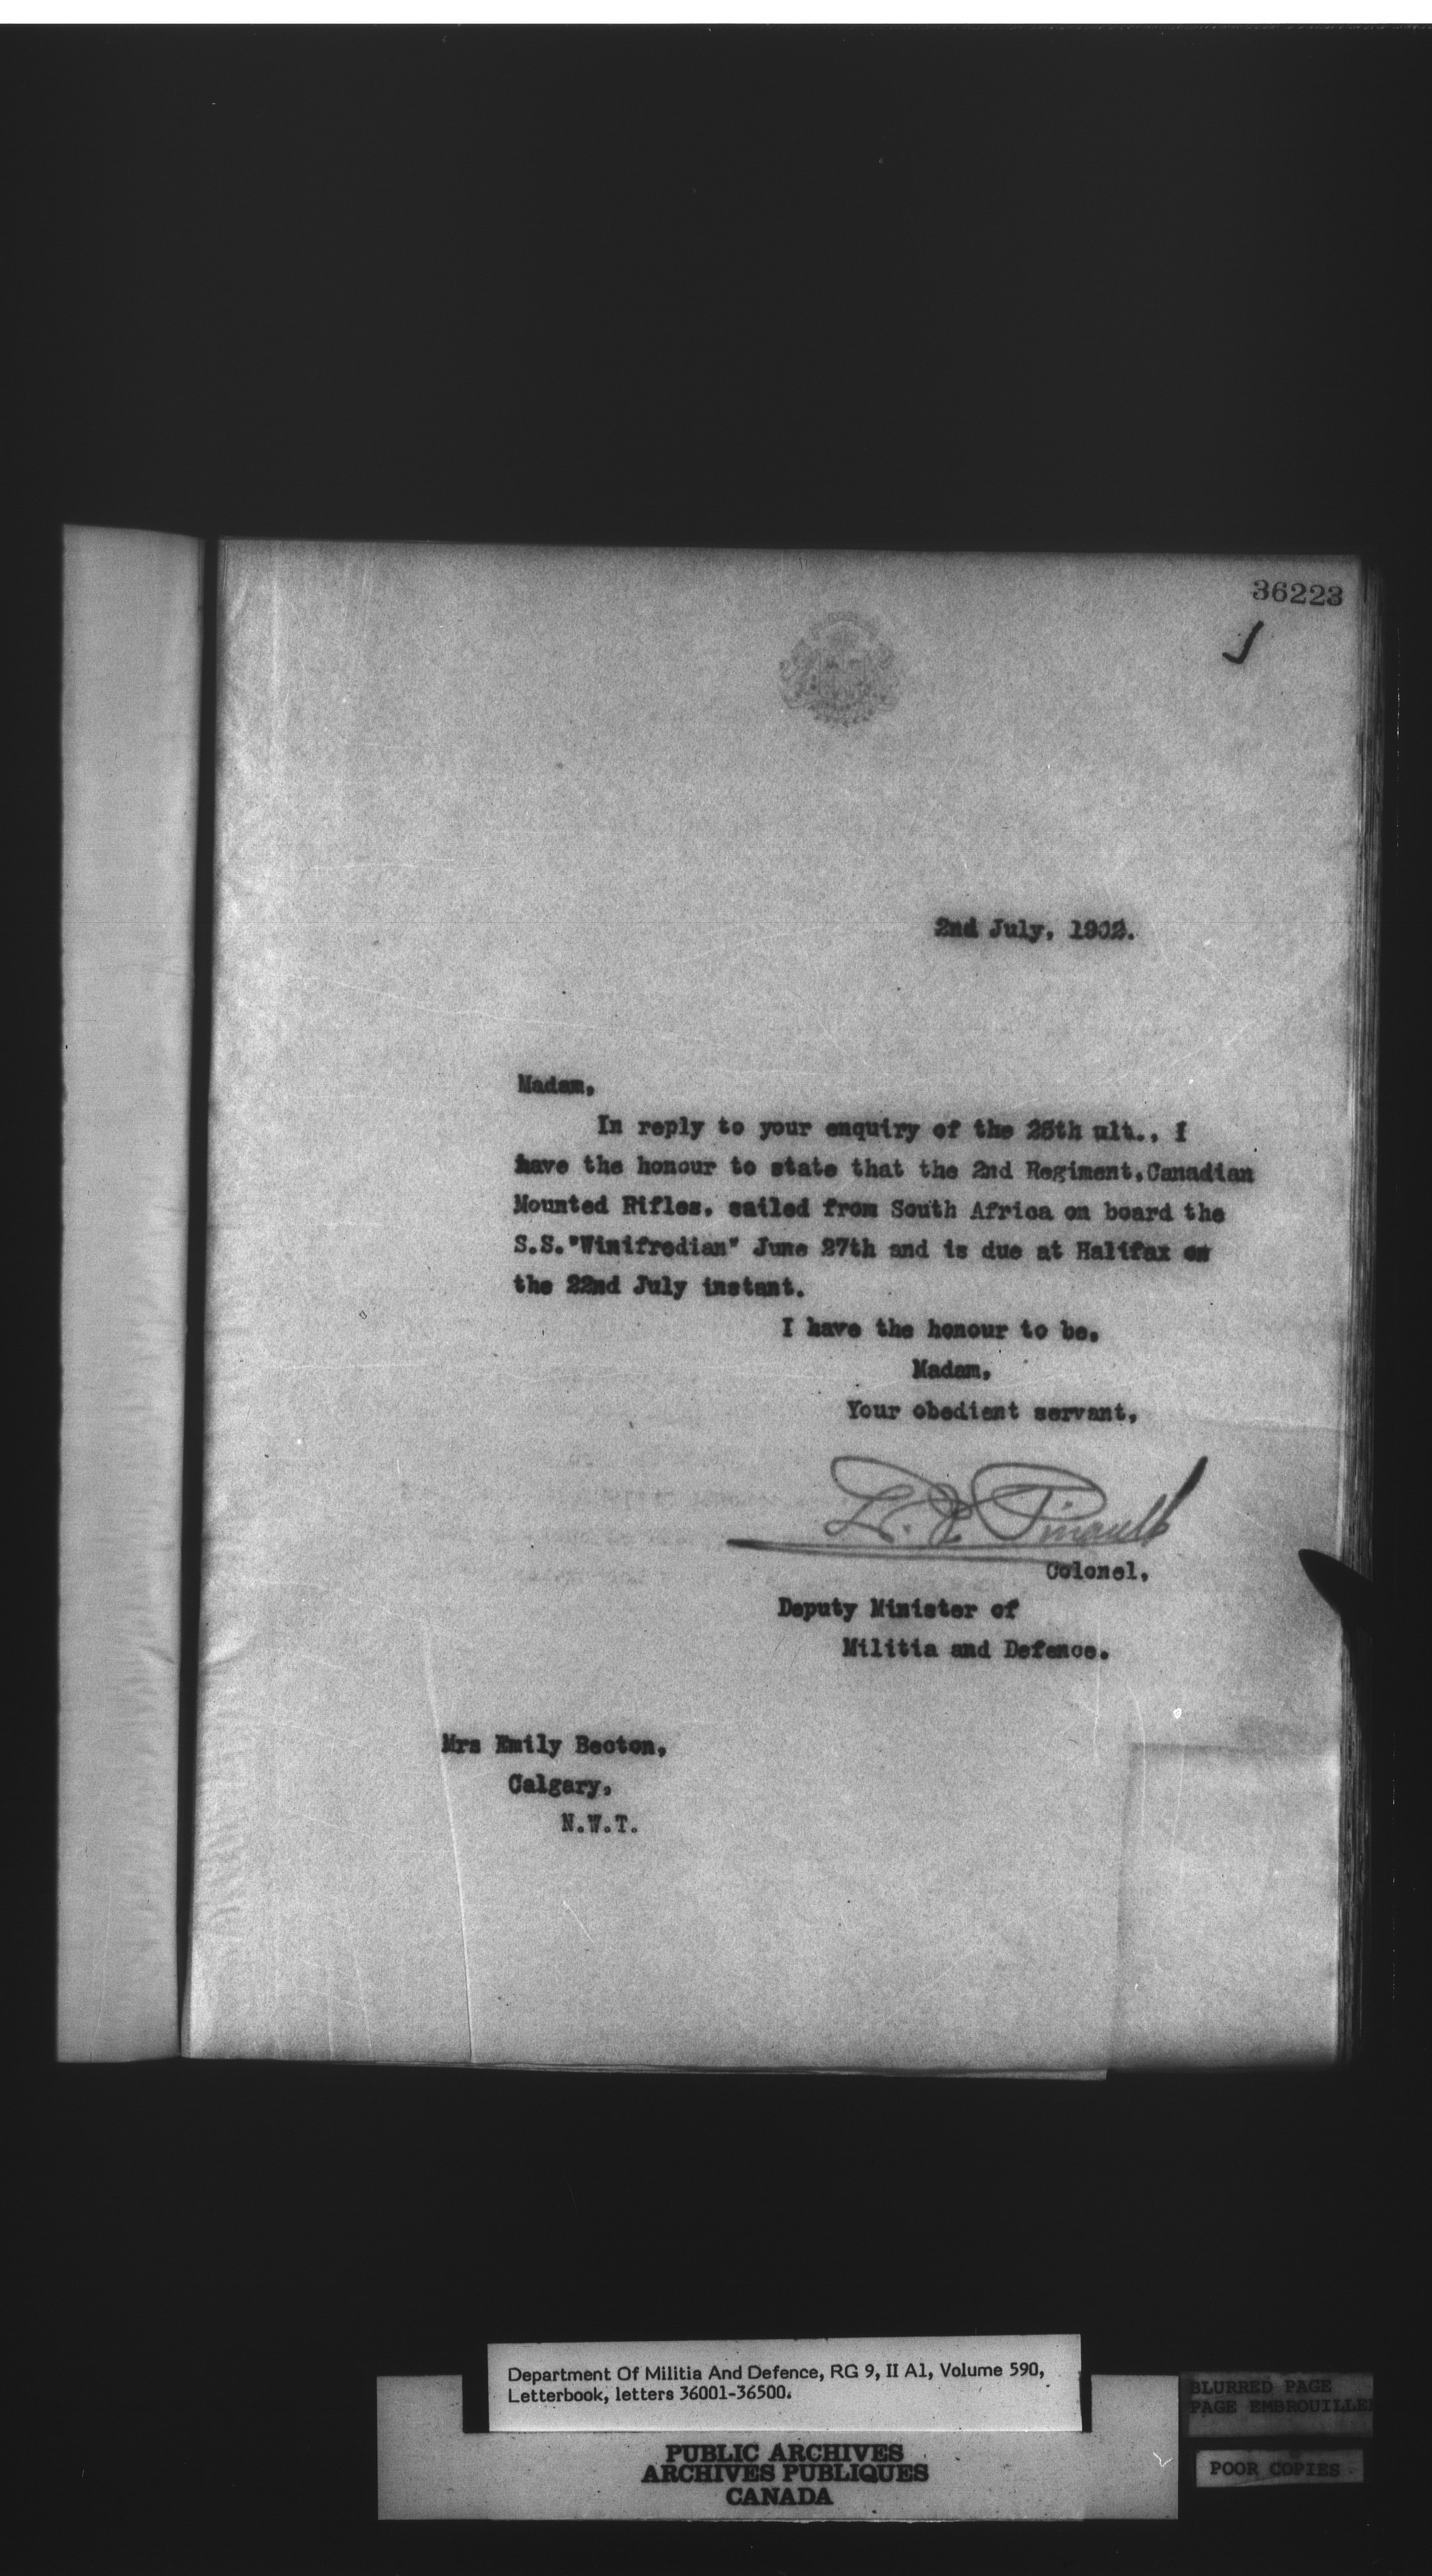 36223
2nd July, 1902.
Madam,
In reply to your enquiry of the 25th ult., I
have the honour to state that the 2nd Regiment, Canadian
Mounted Rifles, sailed from South Africa on board the
S.S."Winifredian" June 27th and is due at Halifax on
the 22nd July instant.
I have the honour to be,
Madam,
Your obedient servant,
L. F. Pinault
Colonel,
Deputy Minister of
Militia and Defence.
Mrs Emily Becton,
Calgary,
N.W.T.
Department Of Militia And Defence, RG 9, II A1, Volume 590,
Letterbook, letters 36001-36500.
PUBLIC ARCHIVES
ARCHIVES PUBLIQUES
CANADA
BLURRED PAGE
PAGE EMBROUILLEE
POOR COPIES